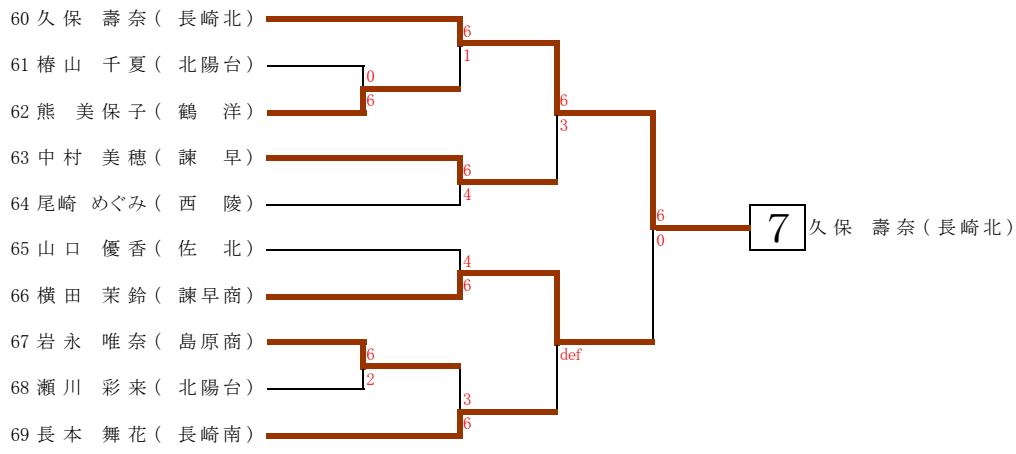 60 久保 壽奈( 長崎北)
6
1
61 椿山 千夏( 北陽台)
0
6
62 熊 美保子( 鶴 洋)
6
3
63 中村 美穂( 諫 早)
6
4
64 尾崎 めぐみ( 西 陵)
6
0
7 久保 壽奈(長崎北)
65 山口 優香( 佐 北)
4
6
66 横田 茉鈴( 諫早商)
67 岩永 唯奈( 島原商)
6
2
def
68 瀬川 彩来( 北陽台)
3
6
69 長本 舞花( 長崎南)